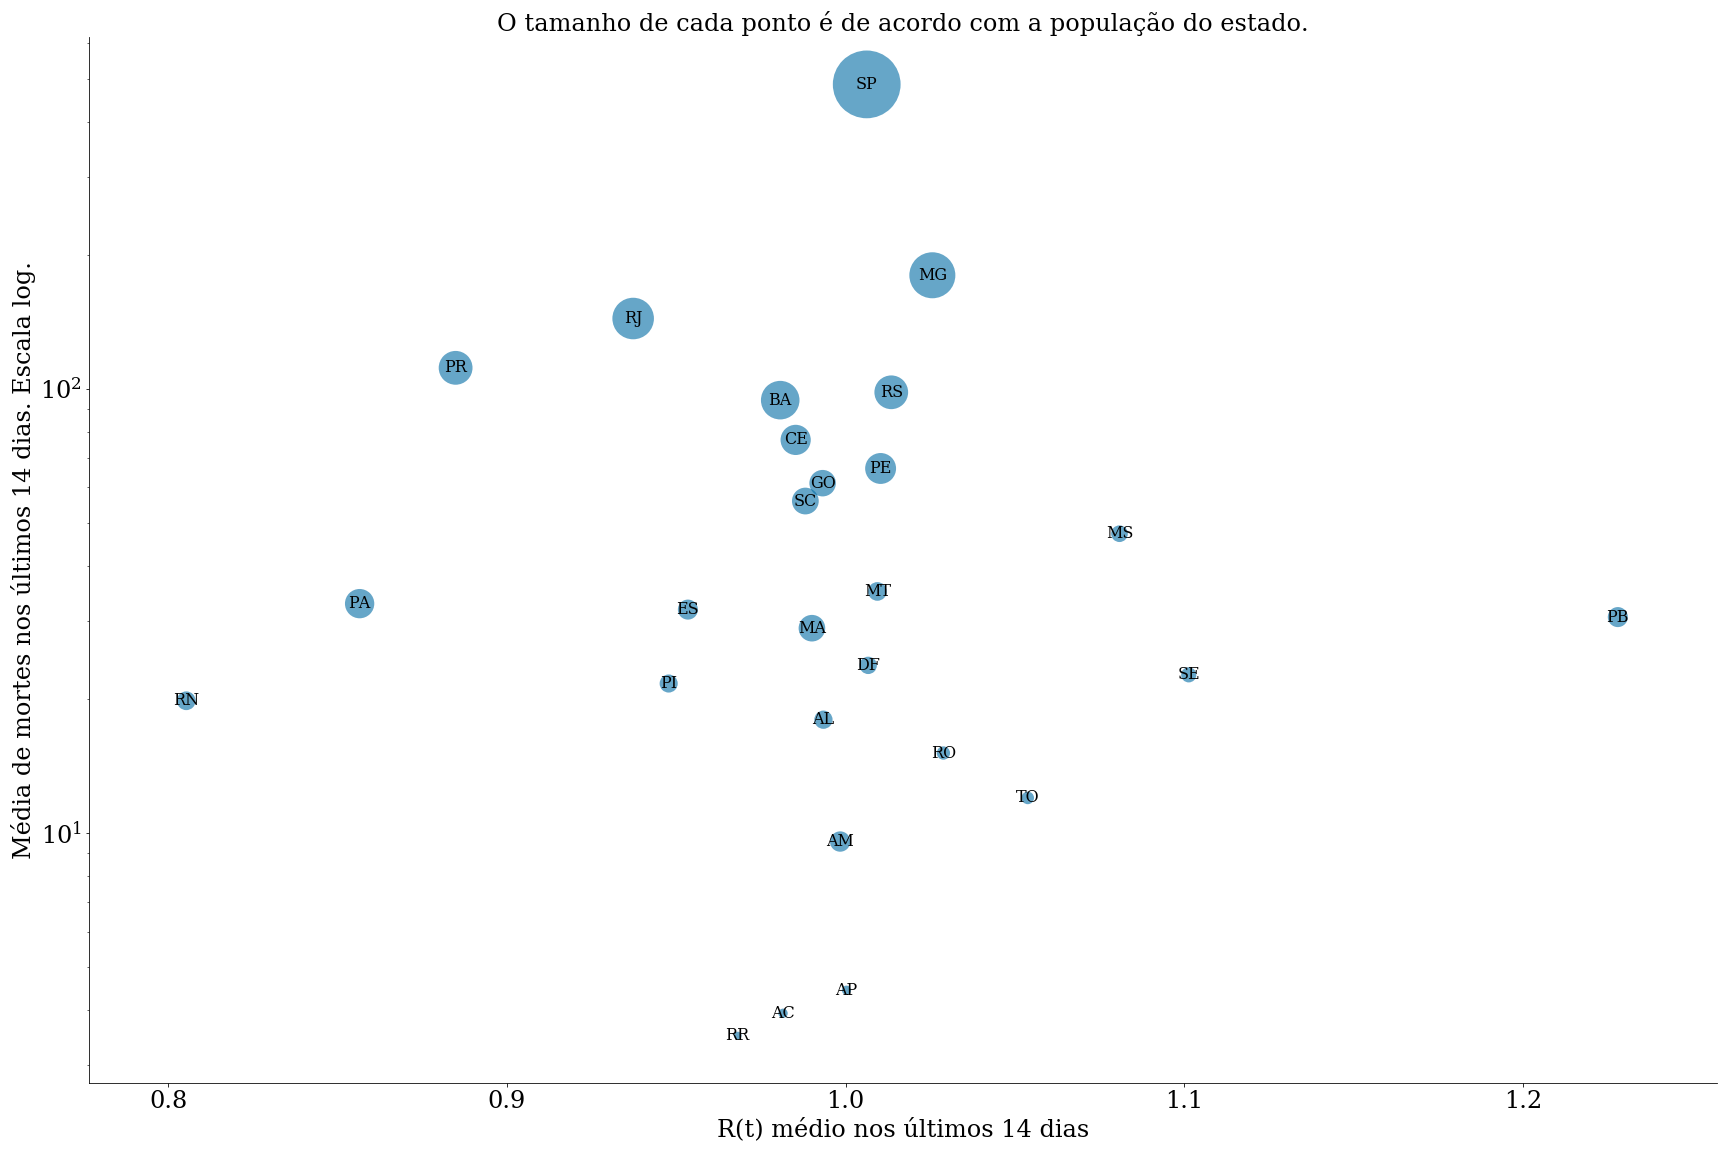 O tamanho de cada ponto é de acordo com a população do estado.
SP
MG
RJ
PR
10²
BA
RS
CE
PE
GO
SC
MS
MT
PA
ES
PB
MA
DF
SE
PI
RN
AL
RO
TO
10¹
AM
AP
AC
RR
Média de mortes nos últimos 14 dias. Escala log.
0.8 0.9 1.0 1.1 1.2
R(t) médio nos últimos 14 dias